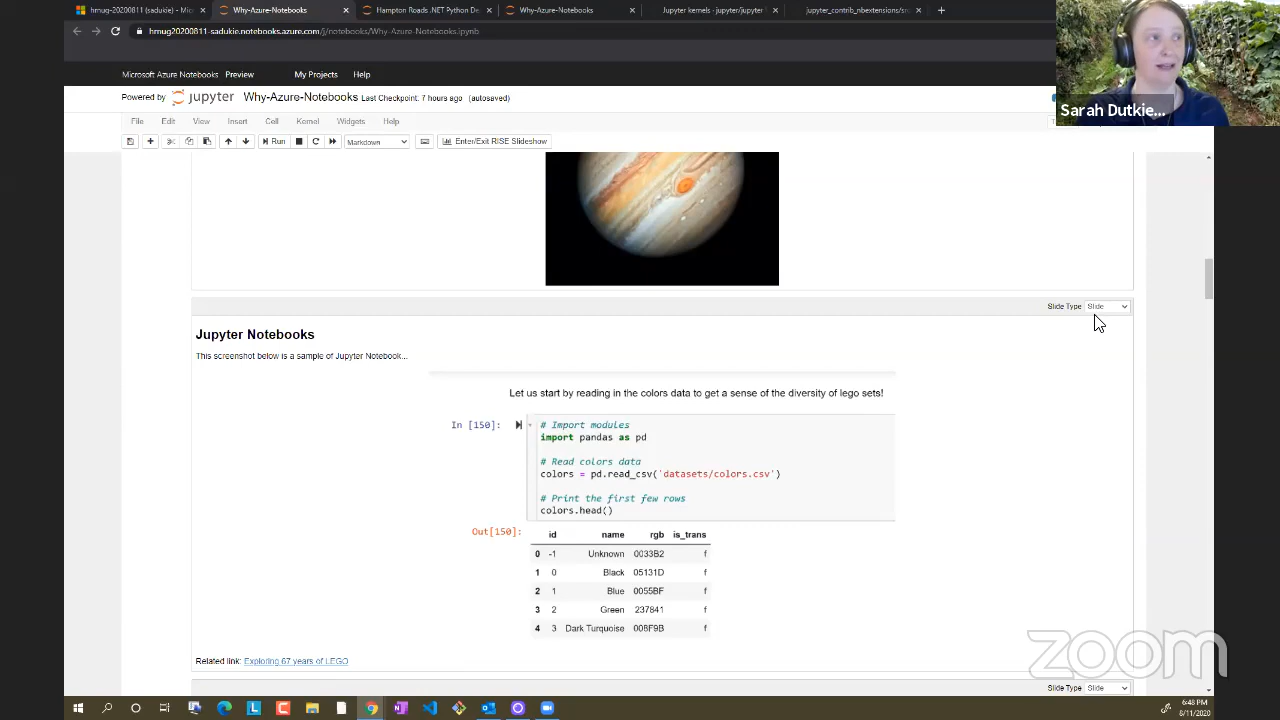 hrnug20200811 (sadukie) - Micro
Why-Azure-Notebooks
Hampton Roads .NET Python De
Why-Azure-Notebooks
Jupyter kernels · jupyter/jupyter
jupyter_contrib_nbextensions/src
hrnug20200811-sadukie.notebooks.azure.com/j/notebooks/Why-Azure-Notebooks.ipynb
Microsoft Azure Notebooks Preview My Projects Help
Sarah Dutkie...
Powered by jupyter Why-Azure-Notebooks Last Checkpoint: 7 hours ago (autosaved)
File Edit View Insert Cell Kernel Widgets Help
Run Markdown Enter/Exit RISE Slideshow
Slide Type Slide
Jupyter Notebooks
This screenshot below is a sample of Jupyter Notebook...
Let us start by reading in the colors data to get a sense of the diversity of lego sets!
In [150]:
# Import modules
import pandas as pd
# Read colors data
colors = pd.read_csv('datasets/colors.csv')
# Print the first few rows
colors.head()
Out[150]:
id name rgb is_trans
0 -1 Unknown 0033B2 f
1 0 Black 05131D f
2 1 Blue 0055BF f
3 2 Green 237841 f
4 3 Dark Turquoise 008F9B f
Related link: Exploring 67 years of LEGO
zoom
Slide Type Slide
6:48 PM
8/11/2020